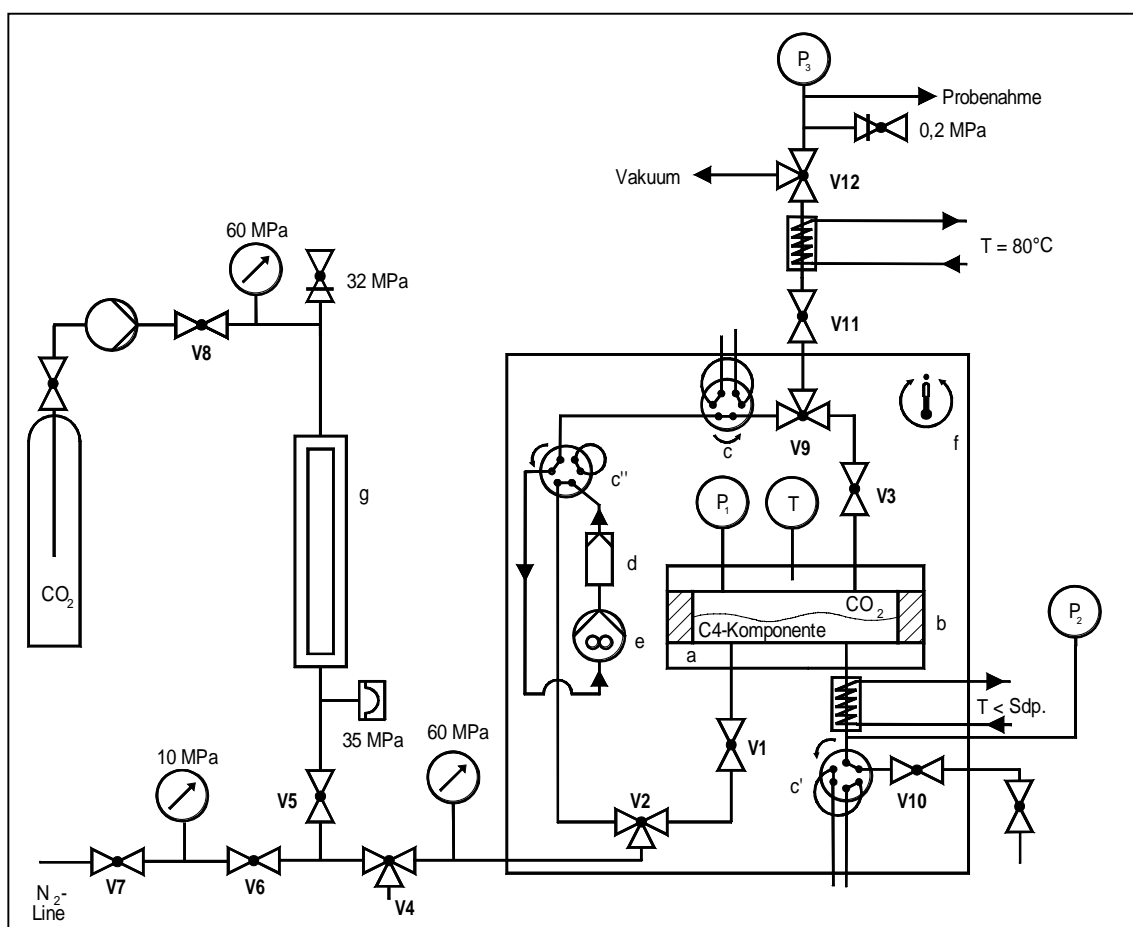 P3
Probenahme
0,2 MPa
Vakuum
V12
60 MPa
T = 80°C
32 MPa
V11
V8
f
c
V9
c''
V3
g
P1
T
d
CO2
CO2
P2
C4-Komponente
b
e
a
T < Sdp.
35 MPa
60 MPa
V1
10 MPa
c'
V5
V2
V10
V7
V6
V4
N2-
Line